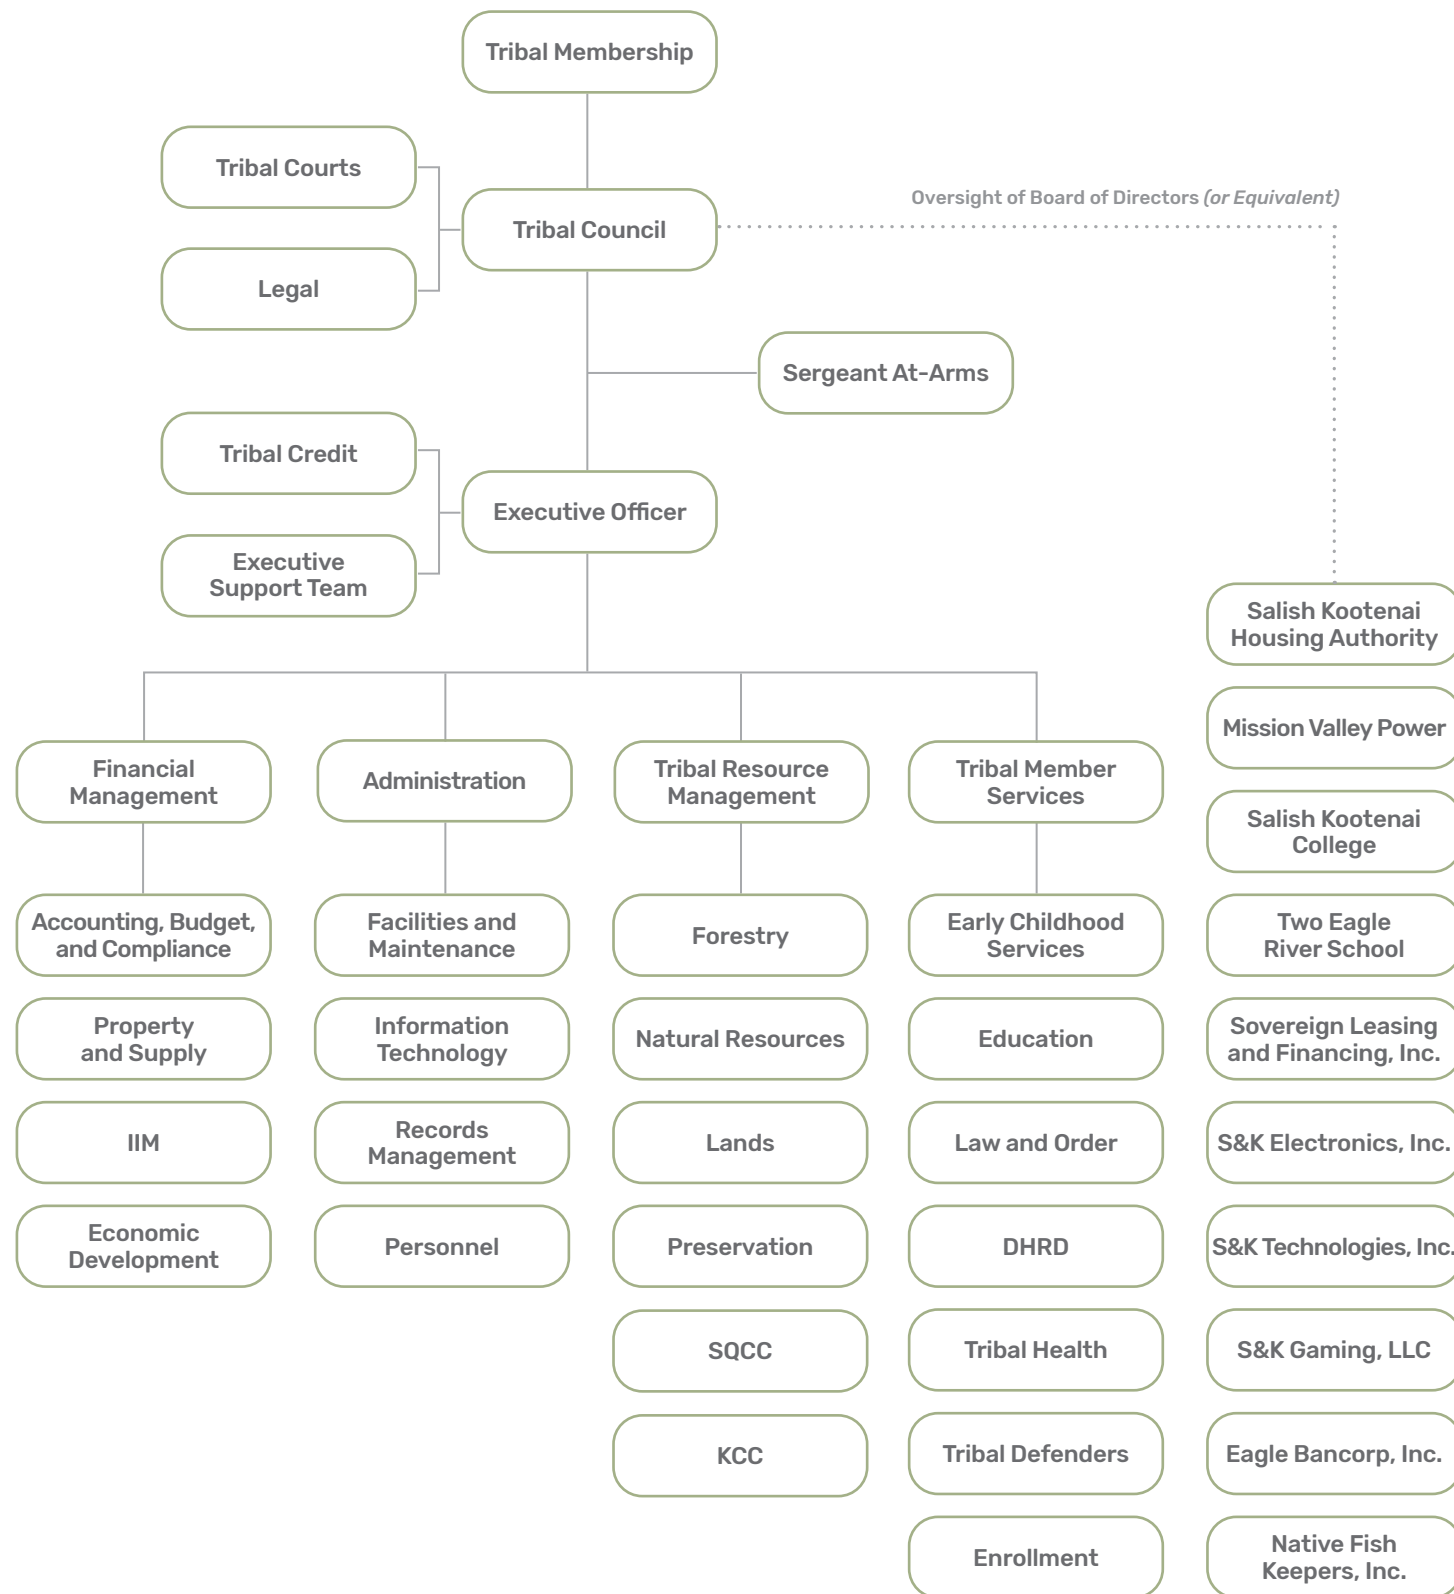 Tribal Membership
Tribal Courts
Oversight of Board of Directors (or Equivalent)
Tribal Council
Legal
Sergeant At-Arms
Tribal Credit
Executive Officer
Executive
Support Team
Financial
Management
Accounting, Budget,
and Compliance
Property
and Supply
IIM
Economic
Development
Administration
Facilities and
Maintenance
Information
Technology
Records
Management
Personnel
Tribal Resource
Management
Forestry
Natural Resources
Lands
Preservation
SQCC
KCC
Tribal Member
Services
Early Childhood
Services
Education
Law and Order
DHRD
Tribal Health
Tribal Defenders
Enrollment
Salish Kootenai
Housing Authority
Mission Valley Power
Salish Kootenai
College
Two Eagle
River School
Sovereign Leasing
and Financing, Inc.
S&K Electronics, Inc.
S&K Technologies, Inc.
S&K Gaming, LLC
Eagle Bancorp, Inc.
Native Fish
Keepers, Inc.